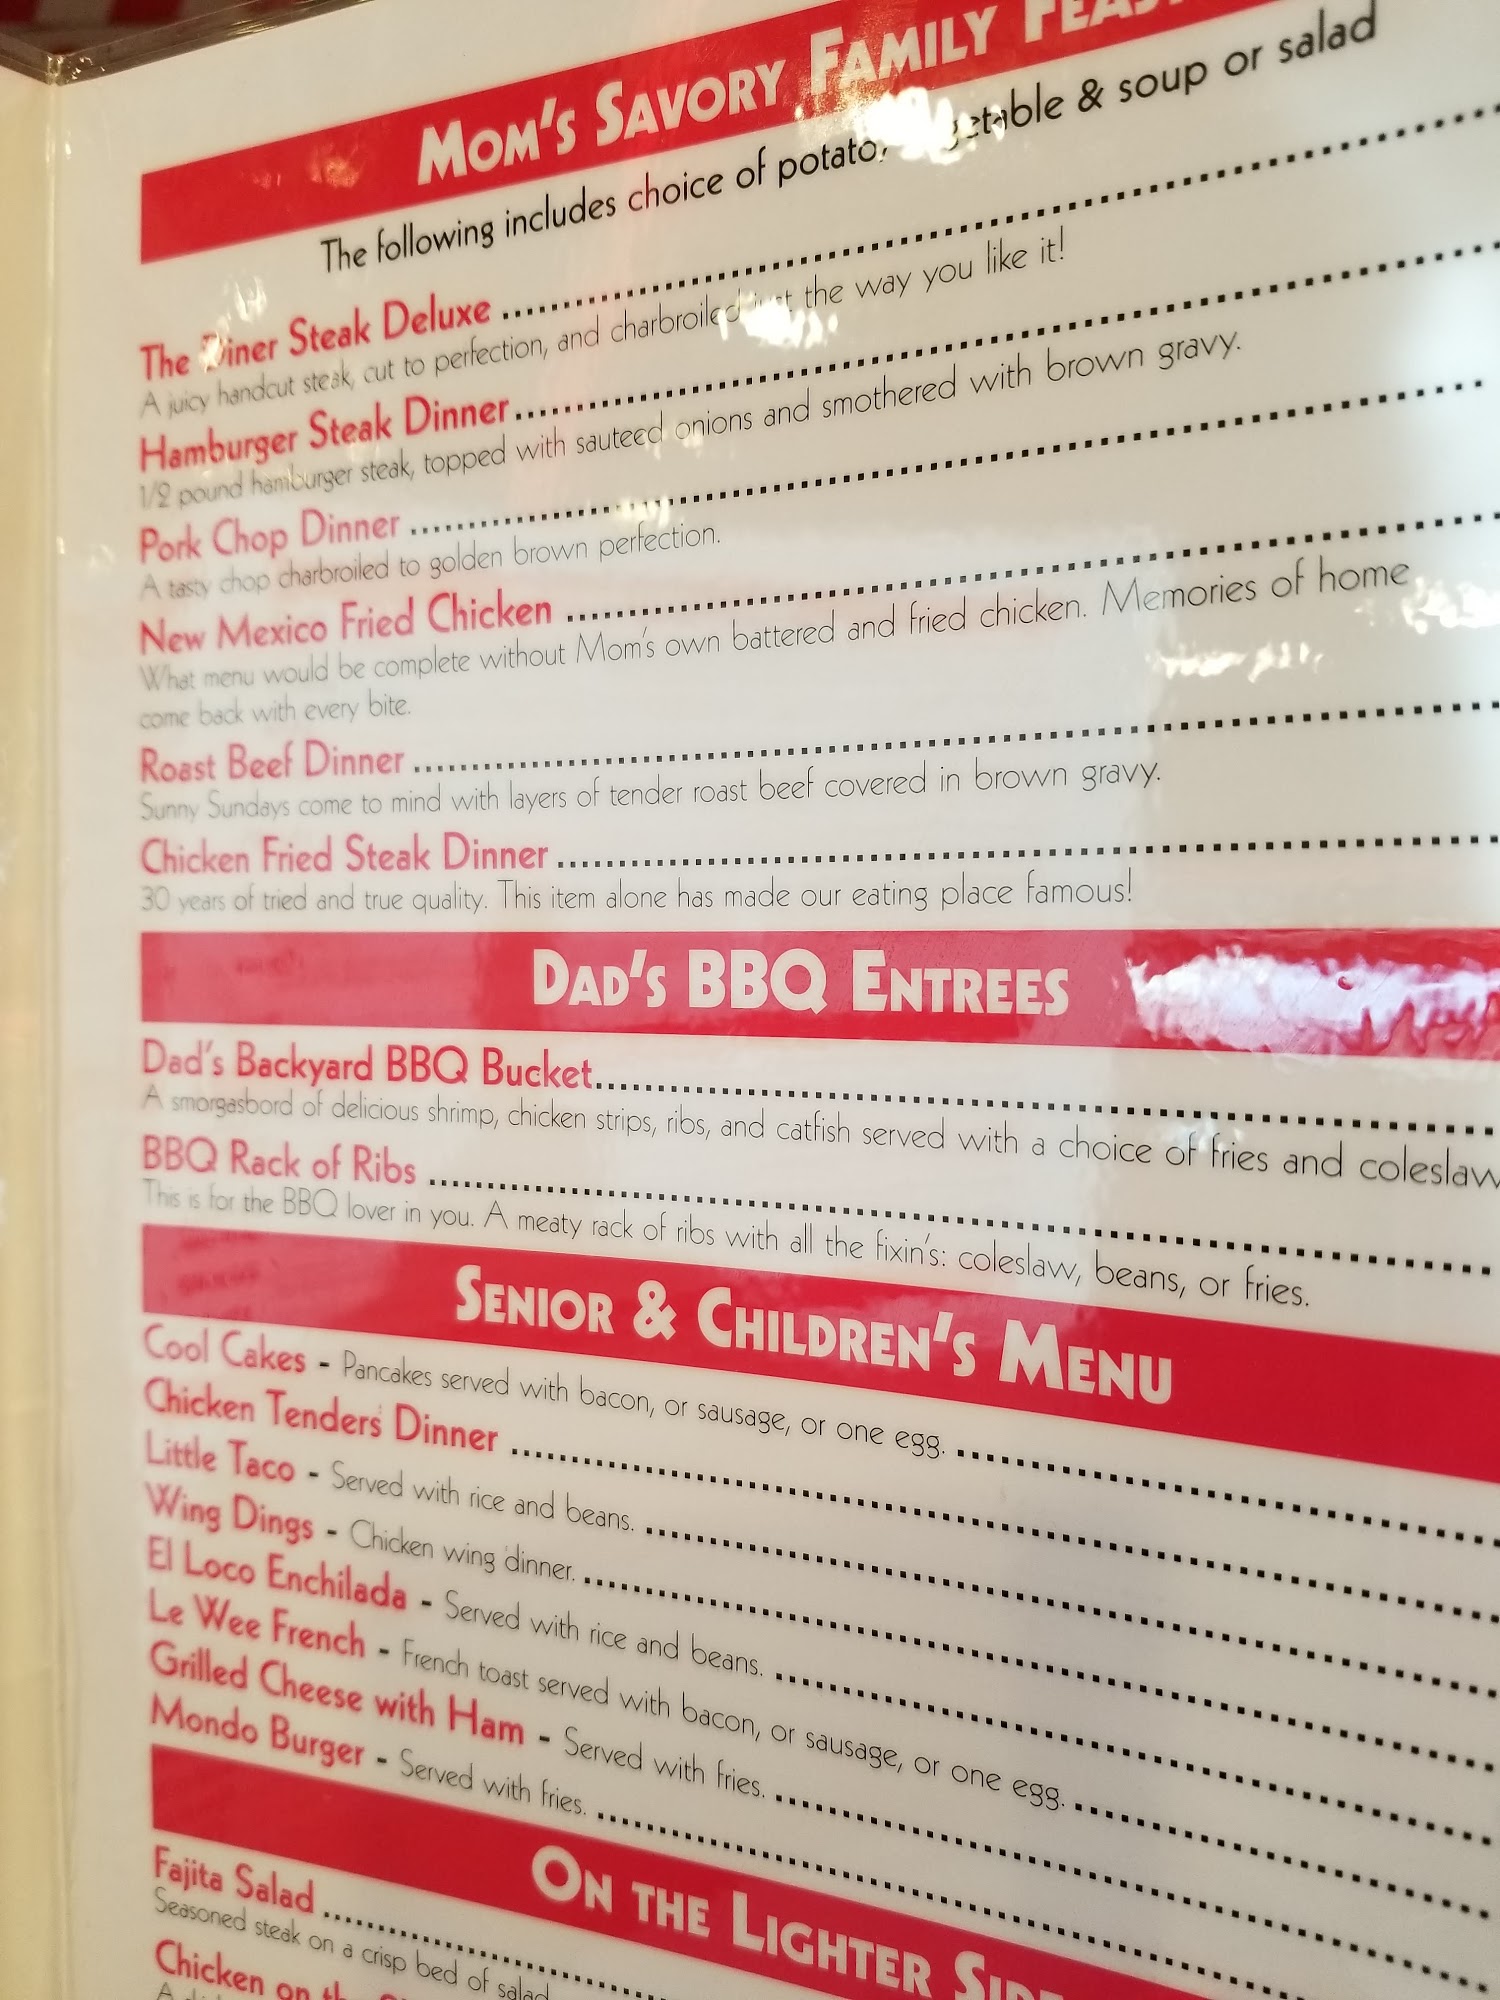 MOM'S SAVORY FAMILY
The following includes choice of potato, & soup or salad
The Diner Steak Deluxe
A juicy handcut steak, cut to perfection, and charbroiled just the way you like it!
Hamburger Steak Dinner
1/2 pound hamburger steak, topped with sauteed onions and smothered with brown gravy.
Pork Chop Dinner
A tasty chop charbroiled to golden brown perfection.
New Mexico Fried Chicken
What menu would be complete without Mom's own battered and fried chicken. Memories of home
come back with every bite.
Roast Beef Dinner
Sunny Sundays come to mind with layers of tender roast beef covered in brown gravy.
Chicken Fried Steak Dinner
30 years of tried and true quality. This item alone has made our eating place famous!
DAD'S BBQ ENTREES
Dad's Backyard BBQ Bucket
A smorgasbord of delicious shrimp, chicken strips, ribs, and catfish served with a choice of fries and coleslaw
BBQ Rack of Ribs
This is for the BBQ lover in you. A meaty rack of ribs with all the fixin's: coleslaw, beans, or fries.
SENIOR & CHILDREN'S MENU
Cool Cakes - Pancakes served with bacon, or sausage, or one egg.
Chicken Tenders Dinner
Little Taco - Served with rice and beans.
Wing Dings - Chicken wing dinner.
El Loco Enchilada - Served with rice and beans.
Le Wee French - French toast served with bacon, or sausage, or one egg.
Grilled Cheese with Ham - Served with fries.
Mondo Burger - Served with fries.
ON THE LIGHTER
Fajita Salad
Seasoned steak on a crisp bed of salad
Chicken on